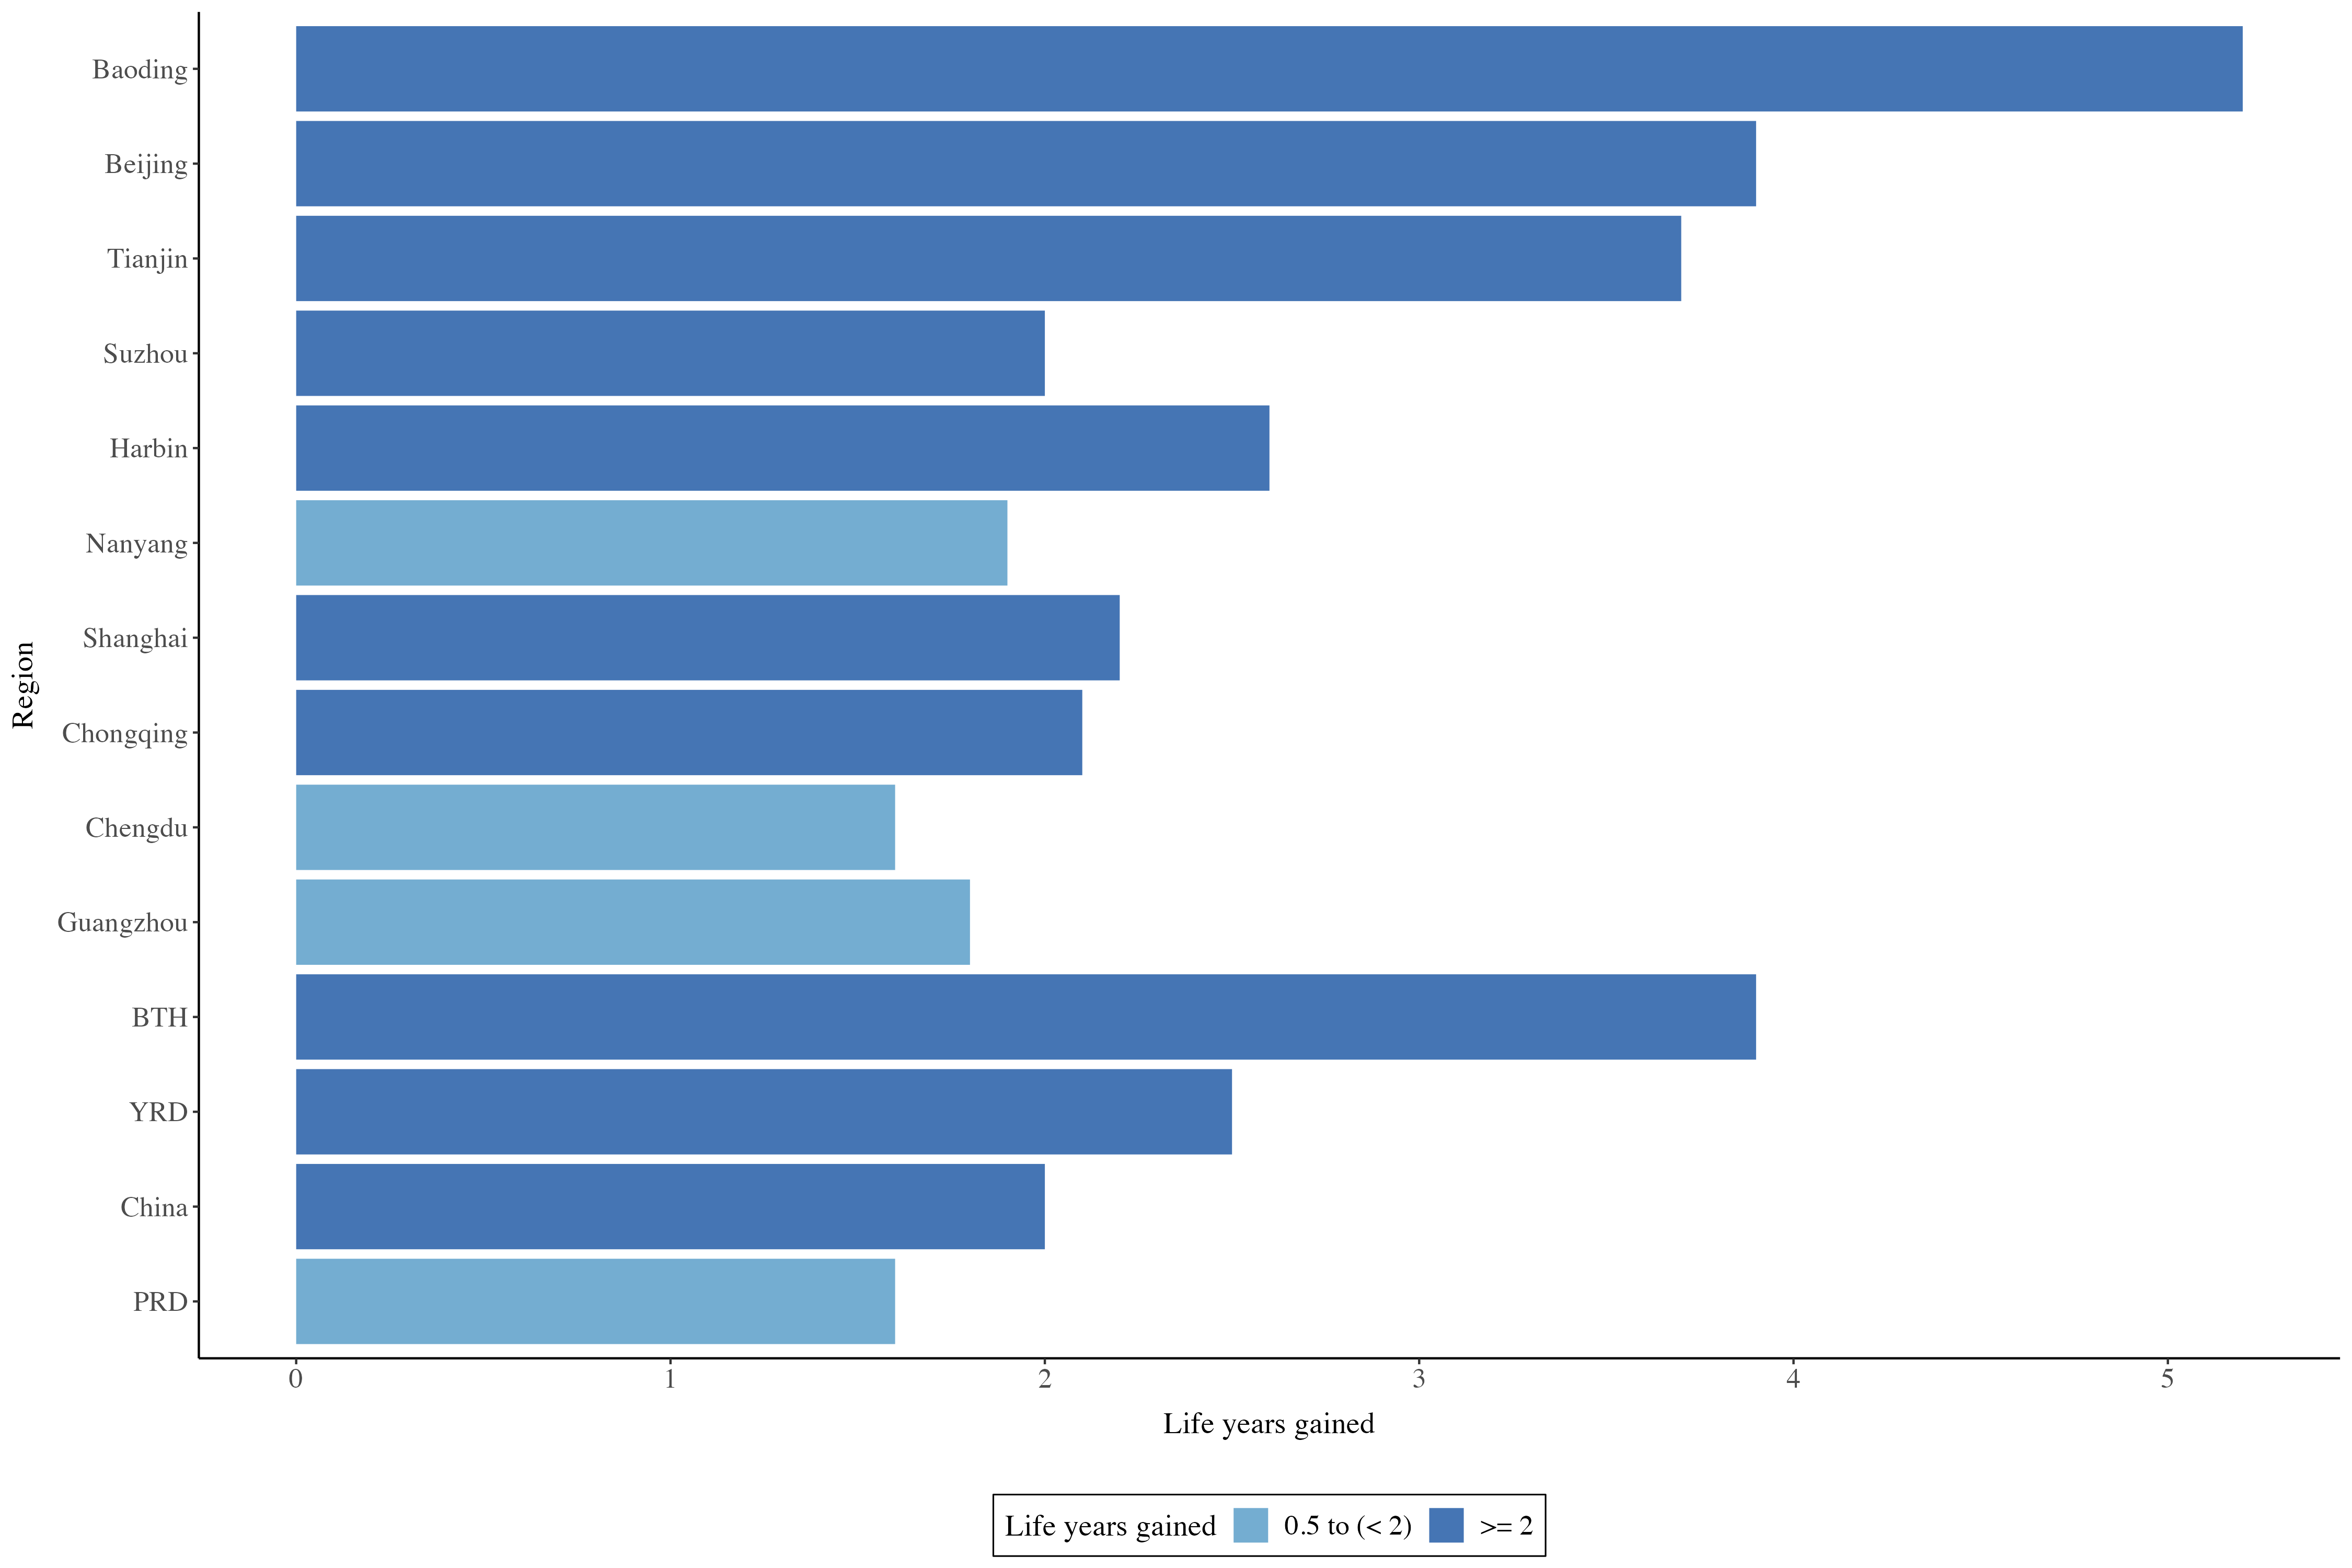 Baoding
Beijing
Tianjin
Suzhou
Harbin
Nanyang
Shanghai
Chongqing
Chengdu
Guangzhou
BTH
YRD
China
PRD
Region
0 1 2 3 4 5
Life years gained
Life years gained 0.5 to (< 2) >= 2